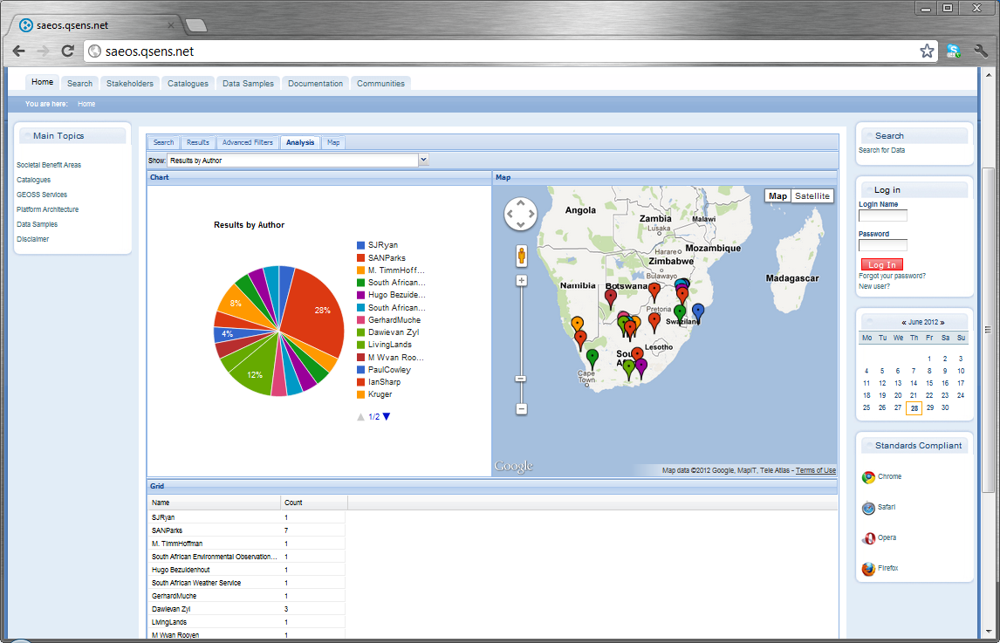 saeos.qsens.net
saeos.qsens.net
Home Search Stakeholders Catalogues Data Samples Documentation Communities
You are here: Home
Main Topics
Societal Benefit Areas
Catalogues
GEOSS Services
Platform Architecture
Data Samples
Disclaimer
Search Results Advanced Filters Analysis Map
Show: Results by Author
Chart
Results by Author
28%
12%
4%
8%
SJRyan
SANParks
M. TimmHoff...
South African...
Hugo Bezuide...
South African...
GerhardMuche
Dawievan Zyl
LivingLands
M Wvan Roo...
PaulCowley
IanSharp
Kruger
1/2
Map
Map Satellite
Angola
Zambia
Lusaka
Malawi
Harare
Mozambique
Zimbabwe
Bulawayo
Madagascar
Namibia
Botswana
Pretoria
Swaziland
Lesotho
Cape
Town
Google
Map data ©2012 Google, MapIT, Tele Atlas - Terms of Use
Grid
Name Count
SJRyan 1
SANParks 7
M. TimmHoffman 1
South African Environmental Observation... 1
Hugo Bezuidenhout 1
South African Weather Service 1
GerhardMuche 1
Dawievan Zyl 3
LivingLands 1
M Wvan Rooyen 1
Search
Search for Data
Log in
Login Name
Password
Log In
Forgot your password?
New user?
« June 2012 »
Mo Tu We Th Fr Sa Su
1 2 3
4 5 6 7 8 9 10
11 12 13 14 15 16 17
18 19 20 21 22 23 24
25 26 27 28 29 30
Standards Compliant
Chrome
Safari
Opera
Firefox